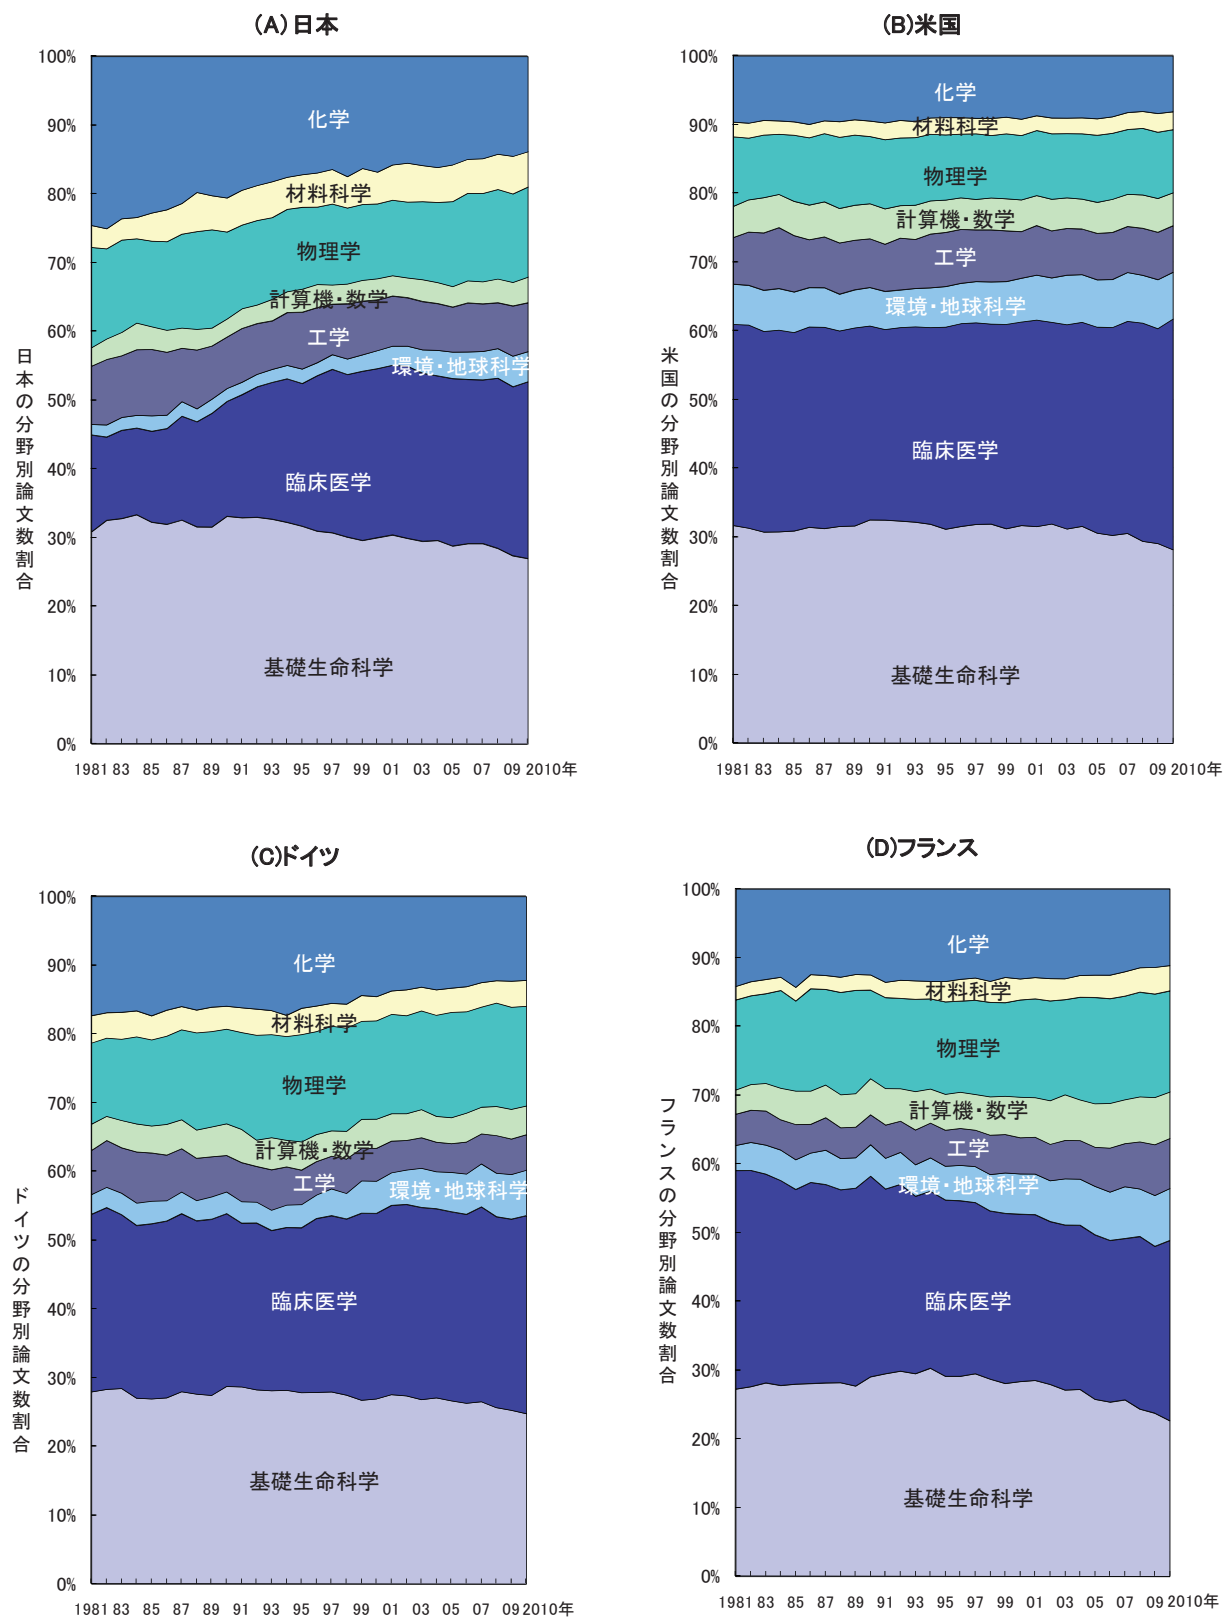 (A)日本
100%
90%
80%
70%
60%
50%
40%
30%
20%
10%
0%
日本の分野別論文数割合
化学
材料科学
物理学
計算機・数学
工学
環境・地球科学
臨床医学
基礎生命科学
1981 83 85 87 89 91 93 95 97 99 01 03 05 07 09 2010年
(B)米国
100%
90%
80%
70%
60%
50%
40%
30%
20%
10%
0%
米国の分野別論文数割合
化学
材料科学
物理学
計算機・数学
工学
環境・地球科学
臨床医学
基礎生命科学
1981 83 85 87 89 91 93 95 97 99 01 03 05 07 09 2010年
(C)ドイツ
100%
90%
80%
70%
60%
50%
40%
30%
20%
10%
0%
ドイツの分野別論文数割合
化学
材料科学
物理学
計算機・数学
工学
環境・地球科学
臨床医学
基礎生命科学
1981 83 85 87 89 91 93 95 97 99 01 03 05 07 09 2010年
(D)フランス
100%
90%
80%
70%
60%
50%
40%
30%
20%
10%
0%
フランスの分野別論文数割合
化学
材料科学
物理学
計算機・数学
工学
環境・地球科学
臨床医学
基礎生命科学
1981 83 85 87 89 91 93 95 97 99 01 03 05 07 09 2010年